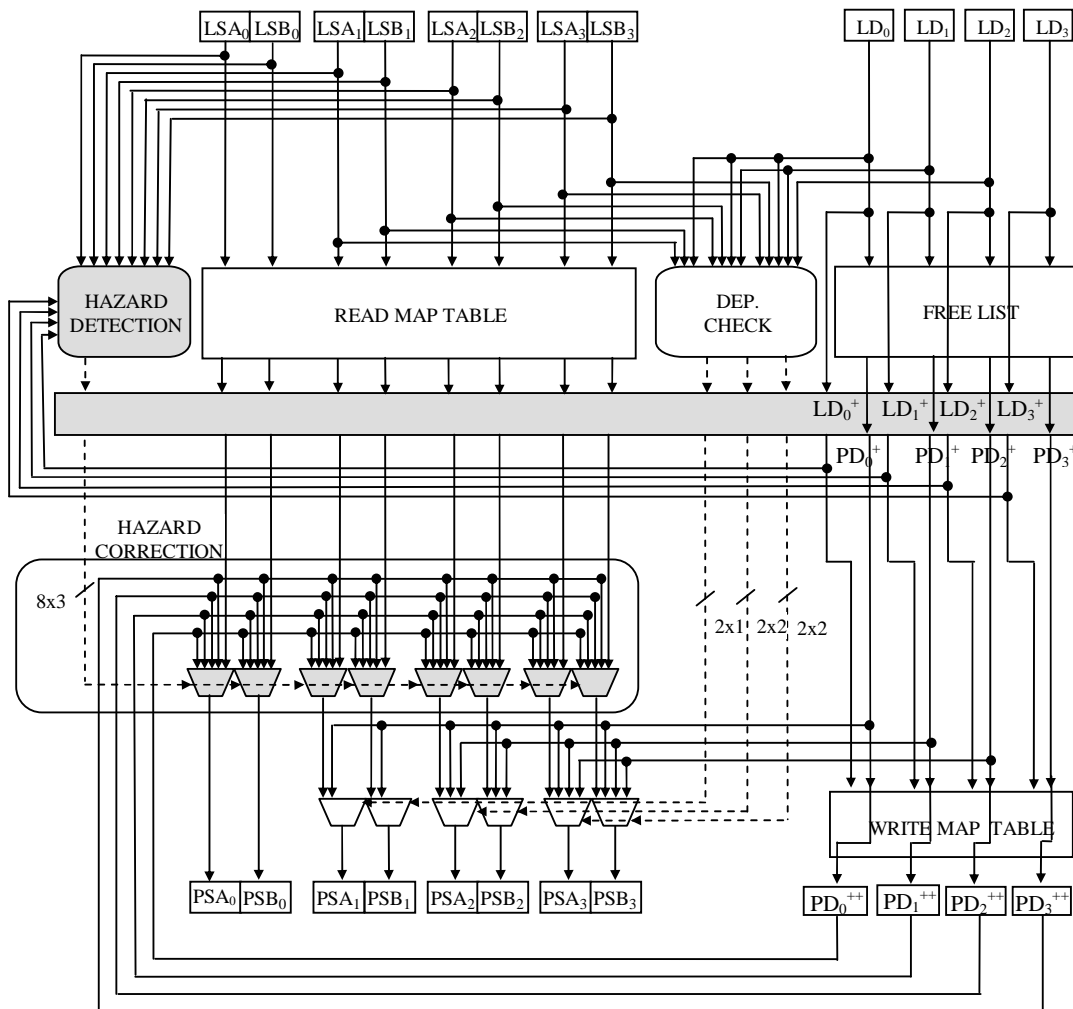 LSA₀ LSB₀ LSA₁ LSB₁ LSA₂ LSB₂ LSA₃ LSB₃ LD₀ LD₁ LD₂ LD₃
HAZARD
DETECTION
READ MAP TABLE
DEP.
CHECK
FREE LIST
LD₀⁺ LD₁⁺ LD₂⁺ LD₃⁺
PD₀⁺ PD₁⁺ PD₂⁺ PD₃⁺
HAZARD
CORRECTION
8x3
2x1 2x2 2x2
WRITE MAP TABLE
PSA₀ PSB₀ PSA₁ PSB₁ PSA₂ PSB₂ PSA₃ PSB₃
PD₀⁺⁺ PD₁⁺⁺ PD₂⁺⁺ PD₃⁺⁺